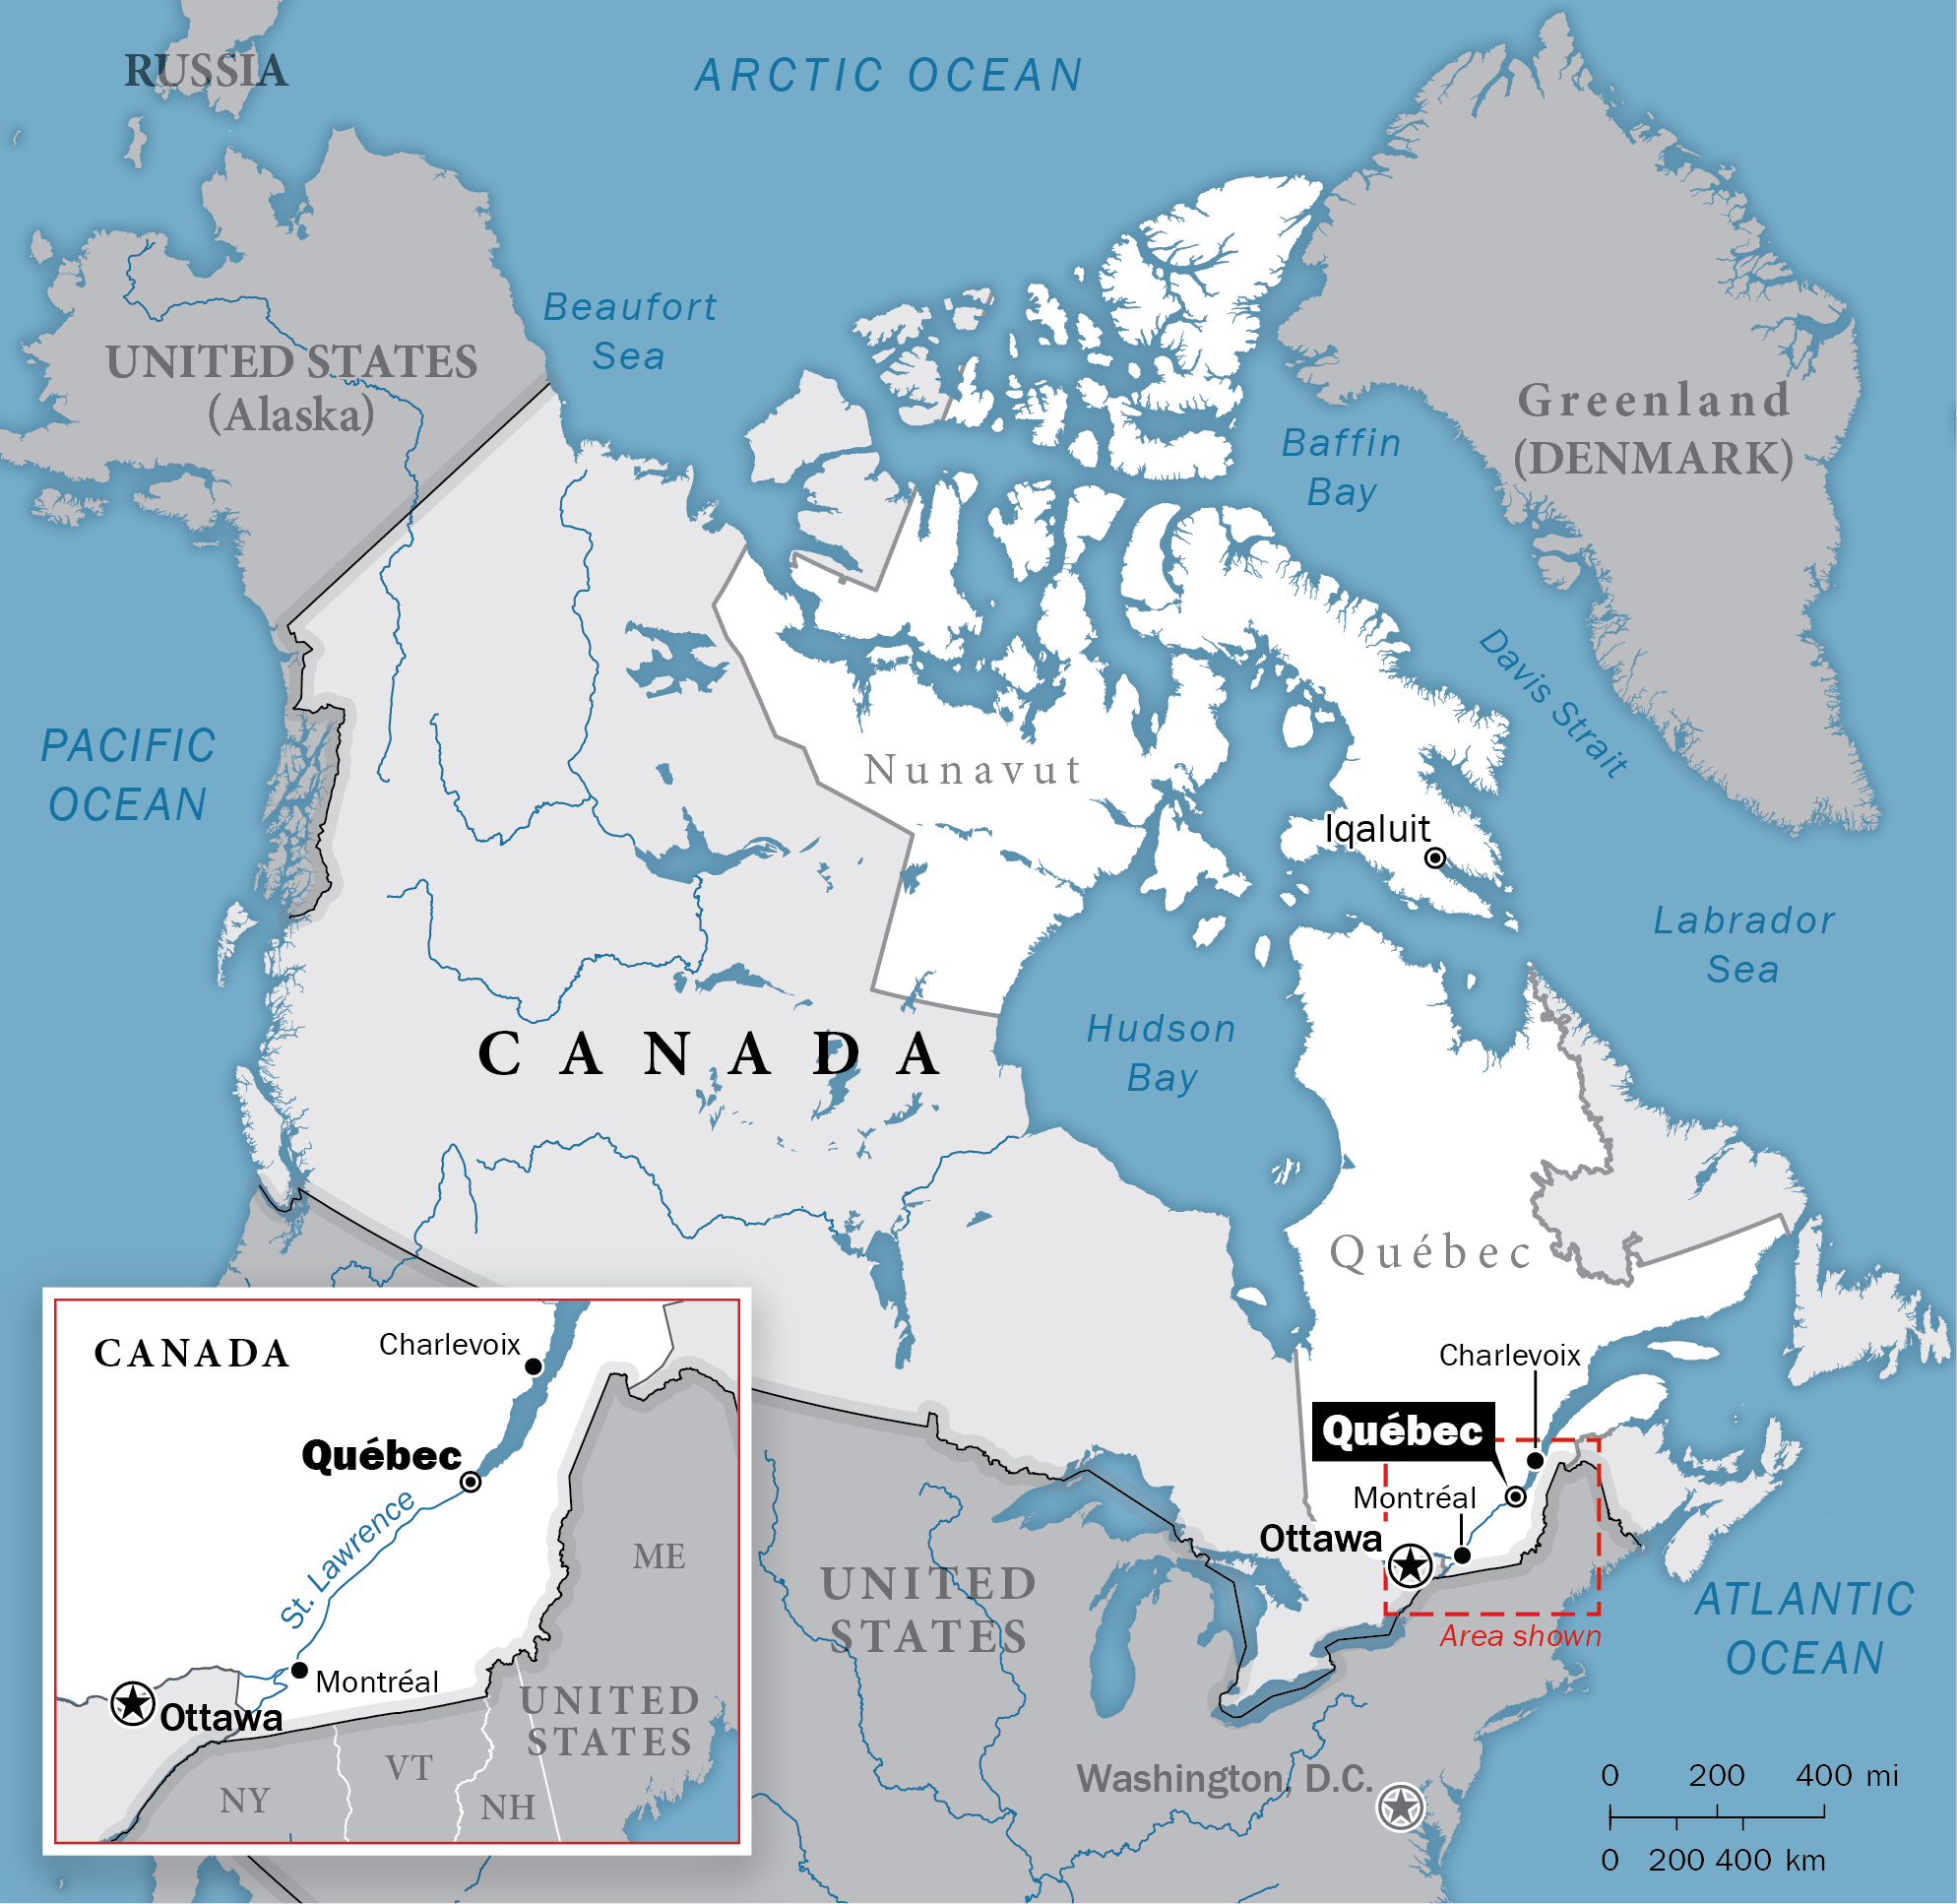 RUSSIA
ARCTIC OCEAN
Beaufort
Sea
UNITED STATES
(Alaska)
Greenland
(DENMARK)
Baffin
Bay
Davis Strait
PACIFIC
OCEAN
Nunavut
Iqaluit
Labrador
Sea
Hudson
Bay
CANADA
Québec
Charlevoix
Québec
Montréal
Ottawa
Area shown
UNITED
STATES
ATLANTIC
OCEAN
Washington, D.C.
0 200 400 mi
0 200 400 km
CANADA
Charlevoix
Québec
St. Lawrence
ME
Montréal
Ottawa
UNITED
STATES
VT
NY
NH